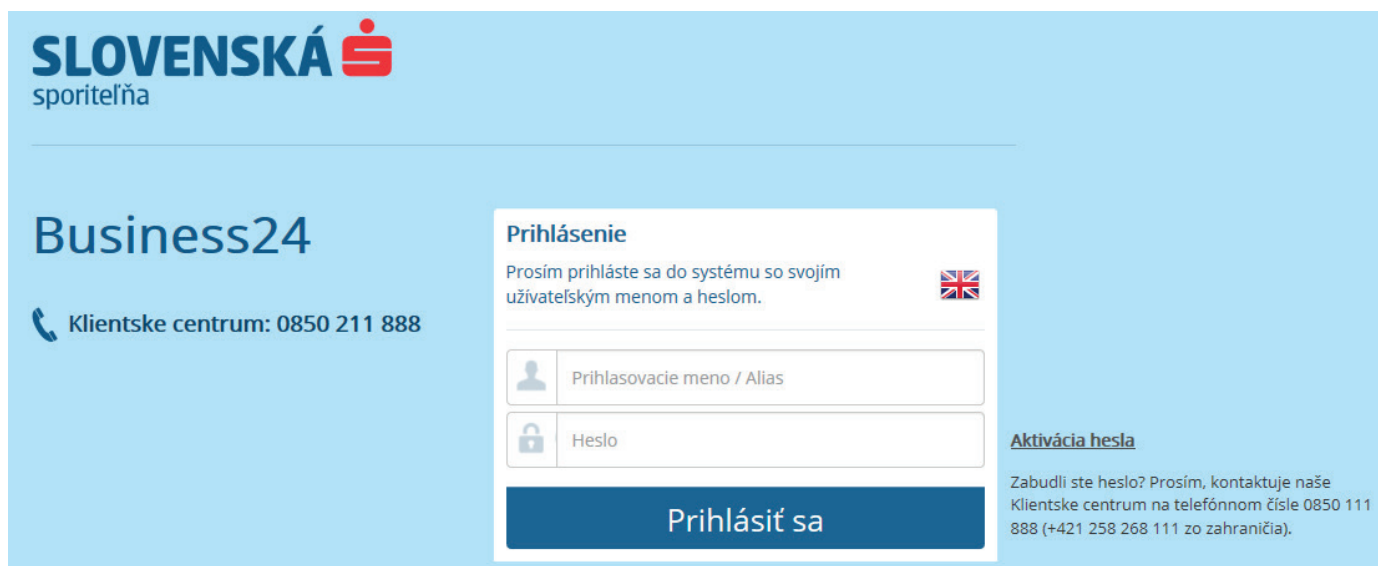 SLOVENSKÁ
sporiteľňa
Business24
Klientske centrum: 0850 211 888
Prihlásenie
Prosím prihláste sa do systému so svojím
užívateľským menom a heslom.
Prihlasovacie meno / Alias
Heslo
Prihlásiť sa
Aktivácia hesla
Zabudli ste heslo? Prosím, kontaktuje naše
Klientske centrum na telefónnom čísle 0850 111
888 (+421 258 268 111 zo zahraničia).